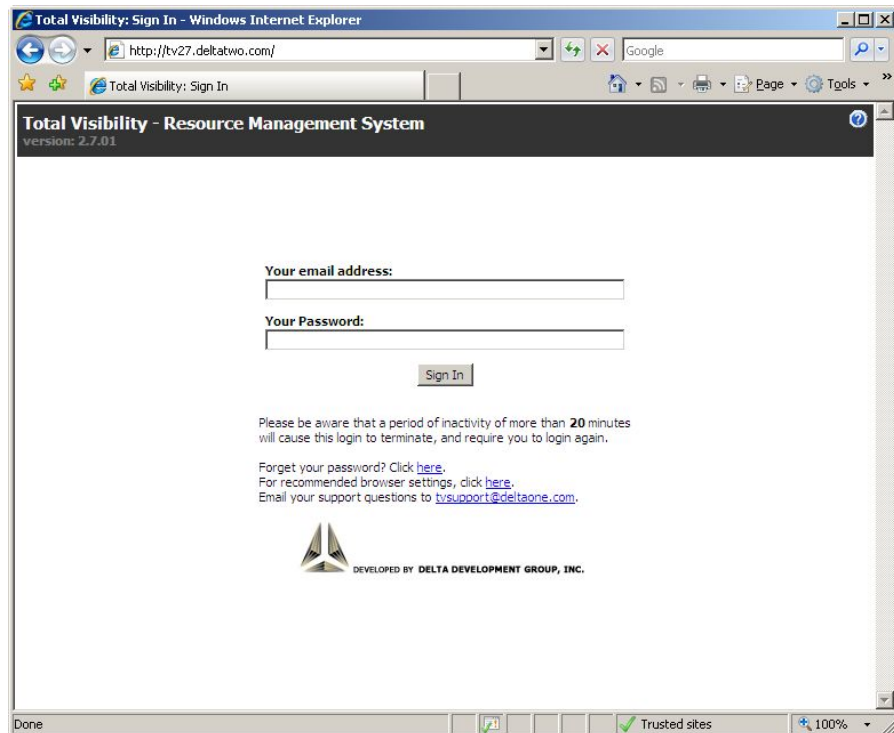 Total Visibility: Sign In - Windows Internet Explorer
http://tv27.deltatwo.com/
Google
Total Visibility: Sign In
Page
Tools
»
Total Visibility - Resource Management System
version: 2.7.01
Your email address:
Your Password:
Sign In
Please be aware that a period of inactivity of more than 20 minutes
will cause this login to terminate, and require you to login again.
Forget your password? Click here.
For recommended browser settings, click here.
Email your support questions to tvsupport@deltaone.com.
DEVELOPED BY DELTA DEVELOPMENT GROUP, INC.
Done
Trusted sites
100%